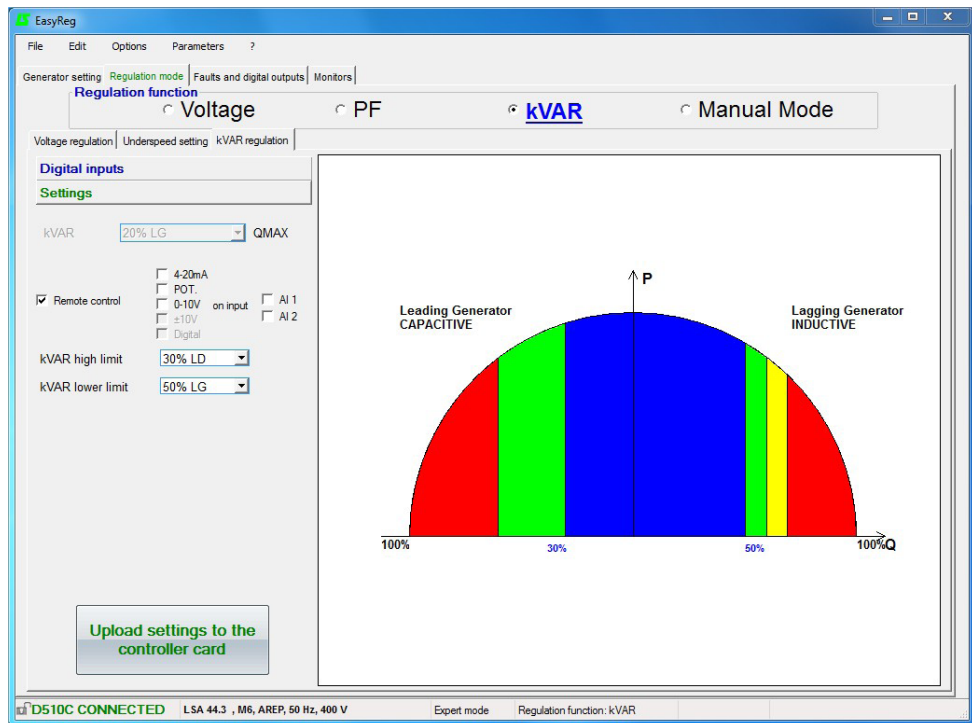 EasyReg
File Edit Options Parameters ?
Generator setting Regulation mode Faults and digital outputs Monitors
Regulation function
Voltage PF kVAR Manual Mode
Voltage regulation Underspeed setting kVAR regulation
Digital inputs
Settings
kVAR 20% LG QMAX
4-20mA
POT.
Remote control 0-10V on input AI 1
±10V AI 2
Digital
kVAR high limit 30% LD
kVAR lower limit 50% LG
P
Leading Generator
CAPACITIVE
Lagging Generator
INDUCTIVE
100% 30% 50% 100% Q
Upload settings to the
controller card
D510C CONNECTED LSA 44.3 , M6, AREP, 50 Hz, 400 V Expert mode Regulation function: kVAR